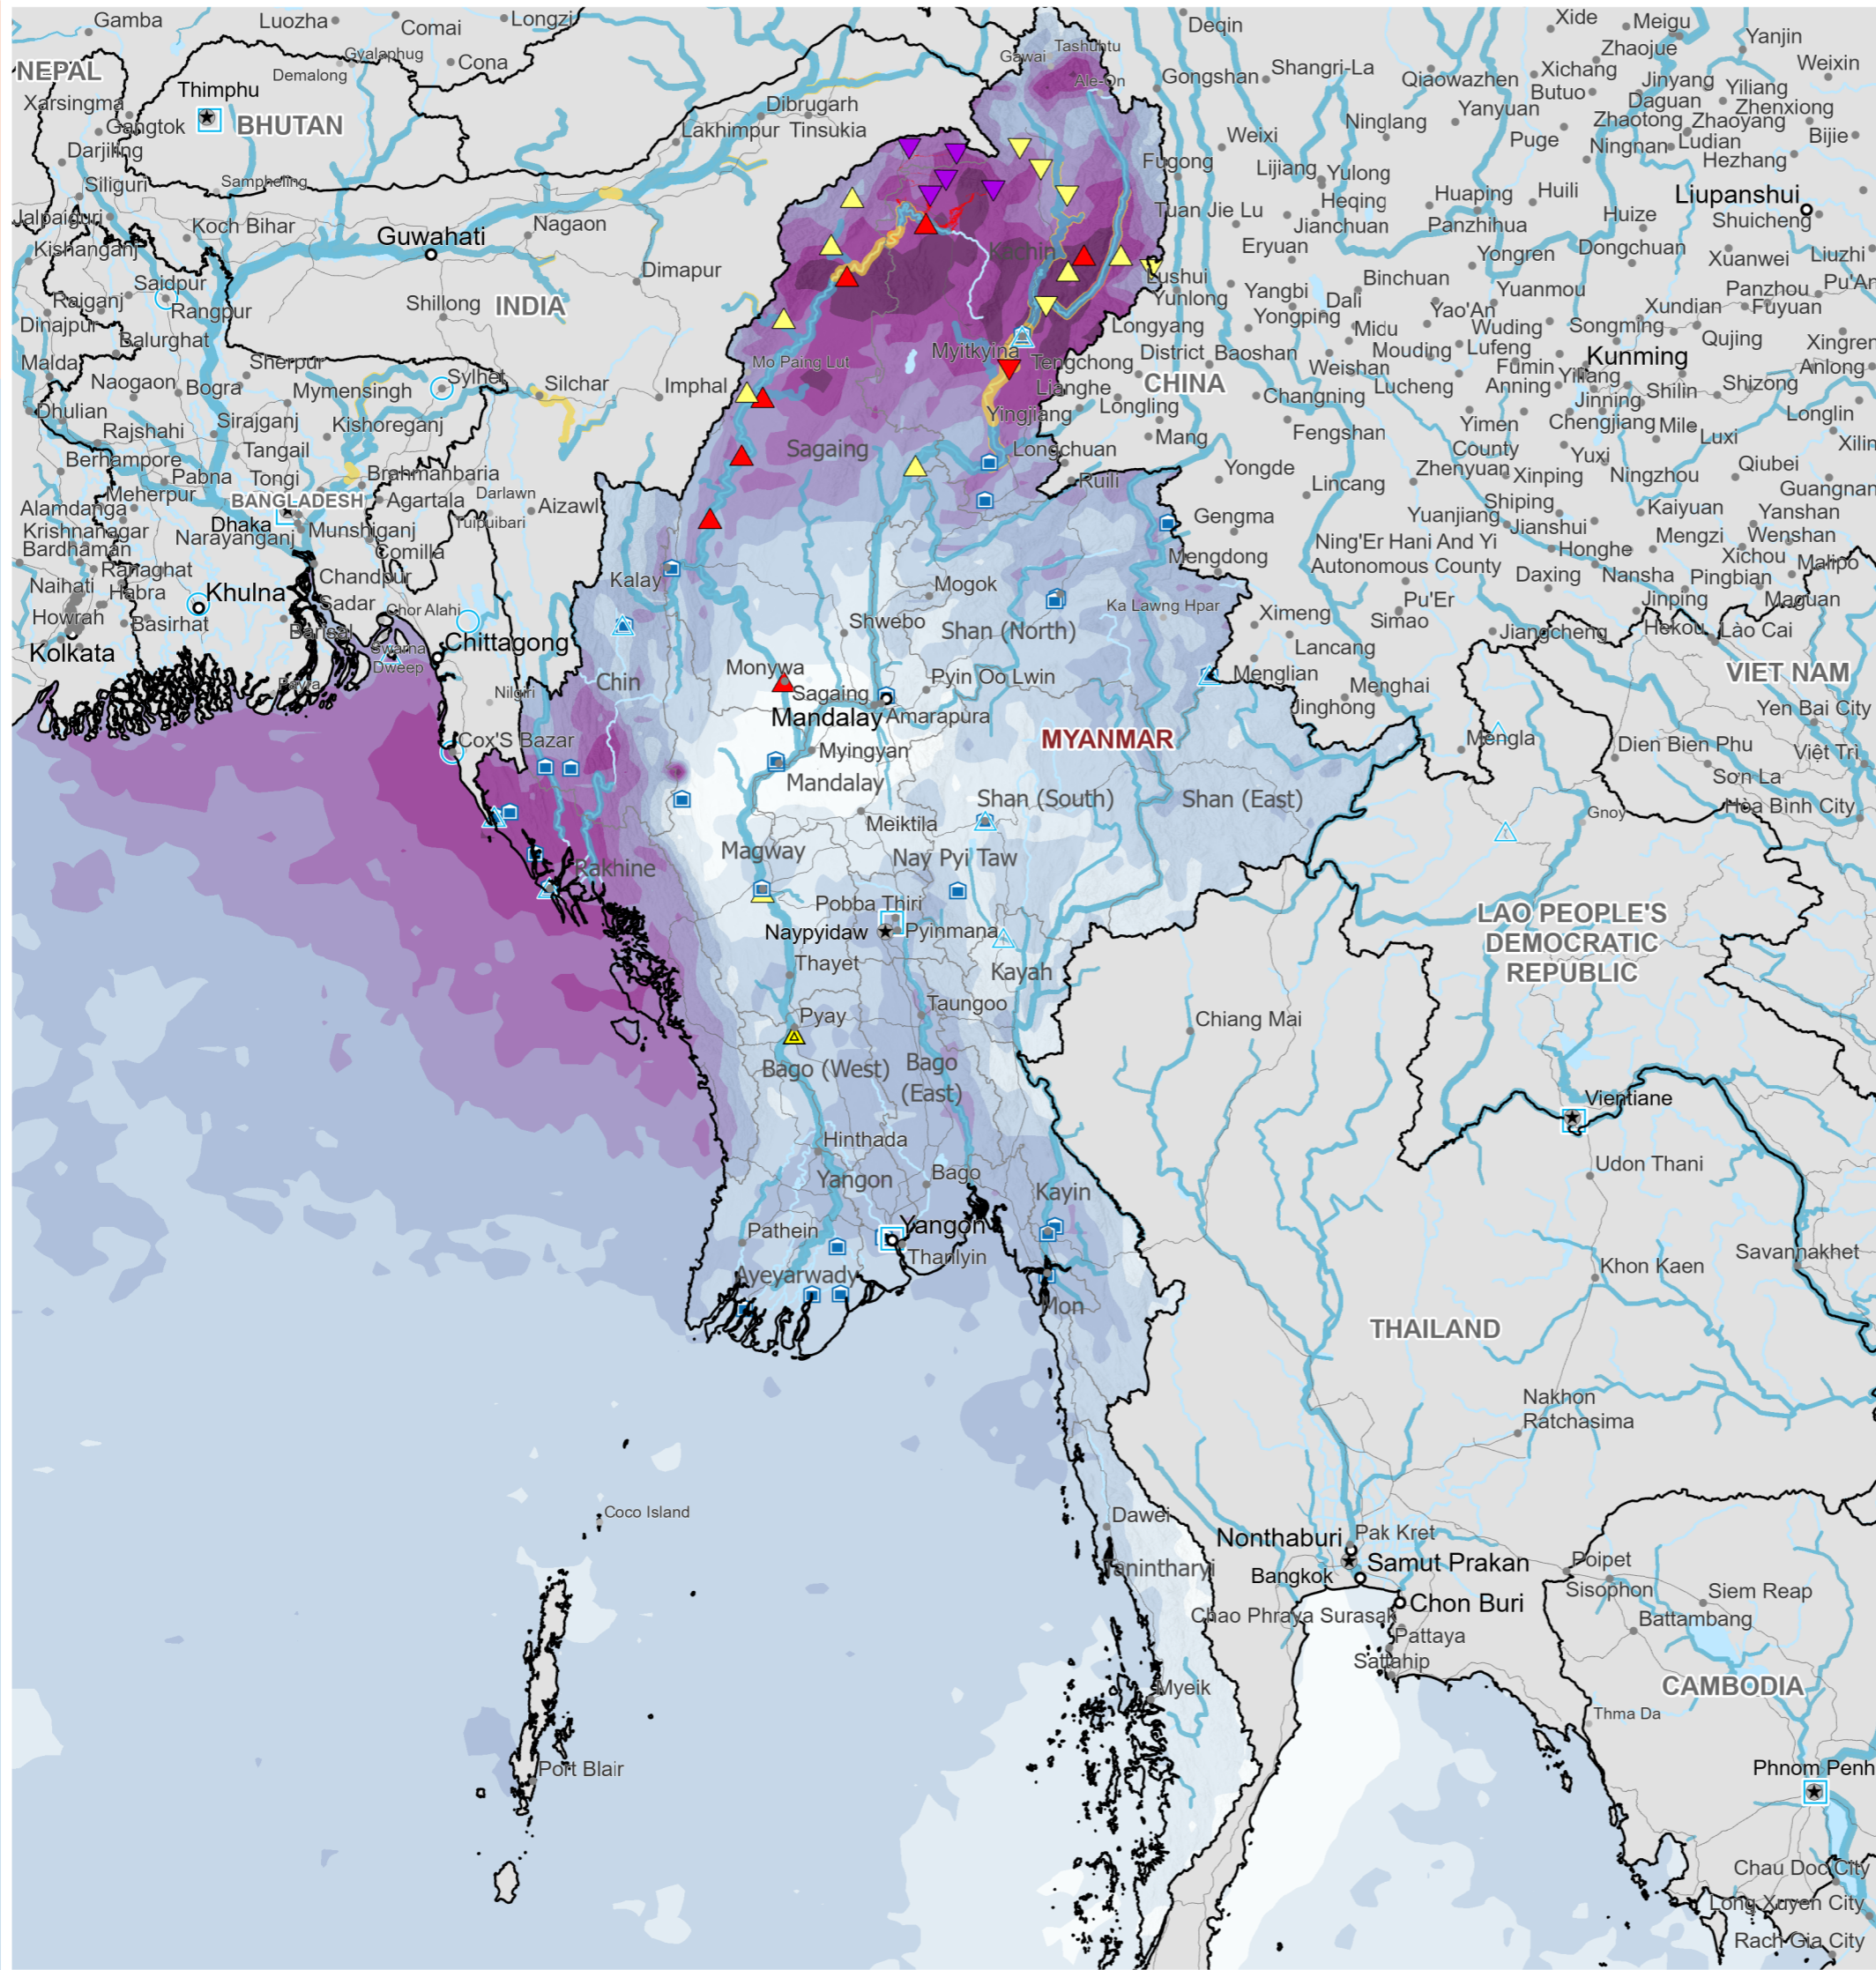 Gamba
Luozha
Comai
Longzi
Deqin
Xide
Meigu
Yanjin
Zhaojue
Weixin
NEPAL
Gyalaphug
Demalong
Cona
Gawai
Tashuhtu
Ale-On
Gongshan
Shangri-La
Qiaowazhen
Xichang
Butuo
Jinyang
Yiliang
Xarsingma
Thimphu
BHUTAN
Dibrugarh
Lakhimpur
Tinsukia
Daguan
Zhenxiong
Gangtok
Yanyuan
Zhaotong
Zhaoyang
Ninglang
Weixi
Puge
Ludian
Bijie
Darjiling
Ningnan
Hezhang
Fugong
Lijiang
Yulong
Siliguri
Sampheling
Heqing
Huaping
Huili
Liupanshui
Jalpaiguri
Koch Bihar
Nagaon
Tuan Jie Lu
Jianchuan
Panzhihua
Huize
Shuicheng
Kishanganj
Guwahati
Kachin
Eryuan
Yongren
Dongchuan
Xuanwei
Liuzhi
Saidpur
Dimapur
Lushui
Binchuan
Panzhou
Pu'An
Rajganj
Rangpur
Shillong
INDIA
Yunlong
Yangbi
Dali
Yuanmou
Fuyuan
Dinajpur
Yongping
Yao'An
Xundian
Balurghat
Longyang
District
Midu
Wuding
Songming
Qujing
Xingren
Malda
Sherpur
Mo Paing Lut
Myitkyina
Tengchong
Baoshan
Mouding
Lufeng
Kunming
Naogaon
Bogra
Mymensingh
Sylhet
Silchar
Imphal
Lianghe
CHINA
Weishan
Lucheng
Fumin
Yiliang
Anlong
Anning
Shilin
Shizong
Dhulian
Sirajganj
Kishoreganj
Yingjiang
Longling
Changning
Jinning
Longlin
Rajshahi
Tangail
Sagaing
Mang
Fengshan
Yimen
County
Chengjiang
Mile
Luxi
Xilin
Berhampore
Pabna
Tongi
Brahmanbaria
Longchuan
Yongde
Zhenyuan
Yuxi
Qiubei
Meherpur
BANGLADESH
Agartala
Darlawn
Aizawl
Ruili
Lincang
Xinping
Ningzhou
Guangnan
Alamdanga
Dhaka
Tuipuibari
Gengma
Shiping
Kaiyuan
Yanshan
Krishnanagar
Narayanganj
Munshiganj
Yuanjiang
Jianshui
Mengzi
Wenshan
Bardhaman
Comilla
Mengdong
Ning'Er Hani And Yi
Autonomous County
Honghe
Xichou
Malipo
Ranaghat
Chandpur
Kalay
Mogok
Daxing
Nansha
Pingbian
Naihati
Habra
Khulna
Sadar
Chor Alahi
Ka Lawng Hpar
Ximeng
Pu'Er
Jinping
Maguan
Howrah
Basirhat
Barisal
Shwebo
Shan (North)
Simao
Jiangcheng
Hekou
Lào Cai
Kolkata
Swarna
Dweep
Chittagong
Lancang
Payra
Nilgiri
Chin
Monywa
Sagaing
Pyin Oo Lwin
Menglian
Menghai
VIET NAM
Mandalay
Amarapura
Jinghong
Yen Bai City
Cox'S Bazar
Myingyan
MYANMAR
Mengla
Dien Bien Phu
Việt Tri
Mandalay
Sơn La
Shan (South)
Shan (East)
Hòa Bình City
Meiktila
Gnoy
Magway
Rakhine
Nay Pyi Taw
Pobba Thiri
Naypyidaw
Pyinmana
LAO PEOPLE'S
DEMOCRATIC
REPUBLIC
Thayet
Kayah
Pyay
Taungoo
Chiang Mai
Bago (West)
Bago
(East)
Vientiane
Hinthada
Udon Thani
Yangon
Bago
Kayin
Pathein
Yangon
Thanlyin
Savannakhet
Khon Kaen
Ayeyarwady
Mon
THAILAND
Nakhon
Ratchasima
Coco Island
Dawei
Nonthaburi
Pak Kret
Poipet
Tanintharyi
Bangkok
Samut Prakan
Sisophon
Siem Reap
Chon Buri
Chao Phraya Surasak
Battambang
Pattaya
Sattahip
Myeik
CAMBODIA
Thma Da
Port Blair
Phnom Penh
Chau Doc City
Long Xuyen City
Rach Gia City